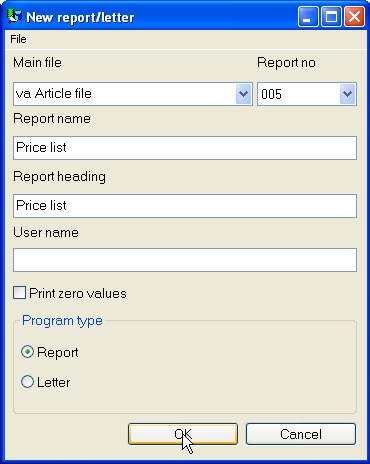 New report/letter
File
Main file Report no
va Article file 005
Report name
Price list
Report heading
Price list
User name
Print zero values
Program type
Report
Letter
OK Cancel